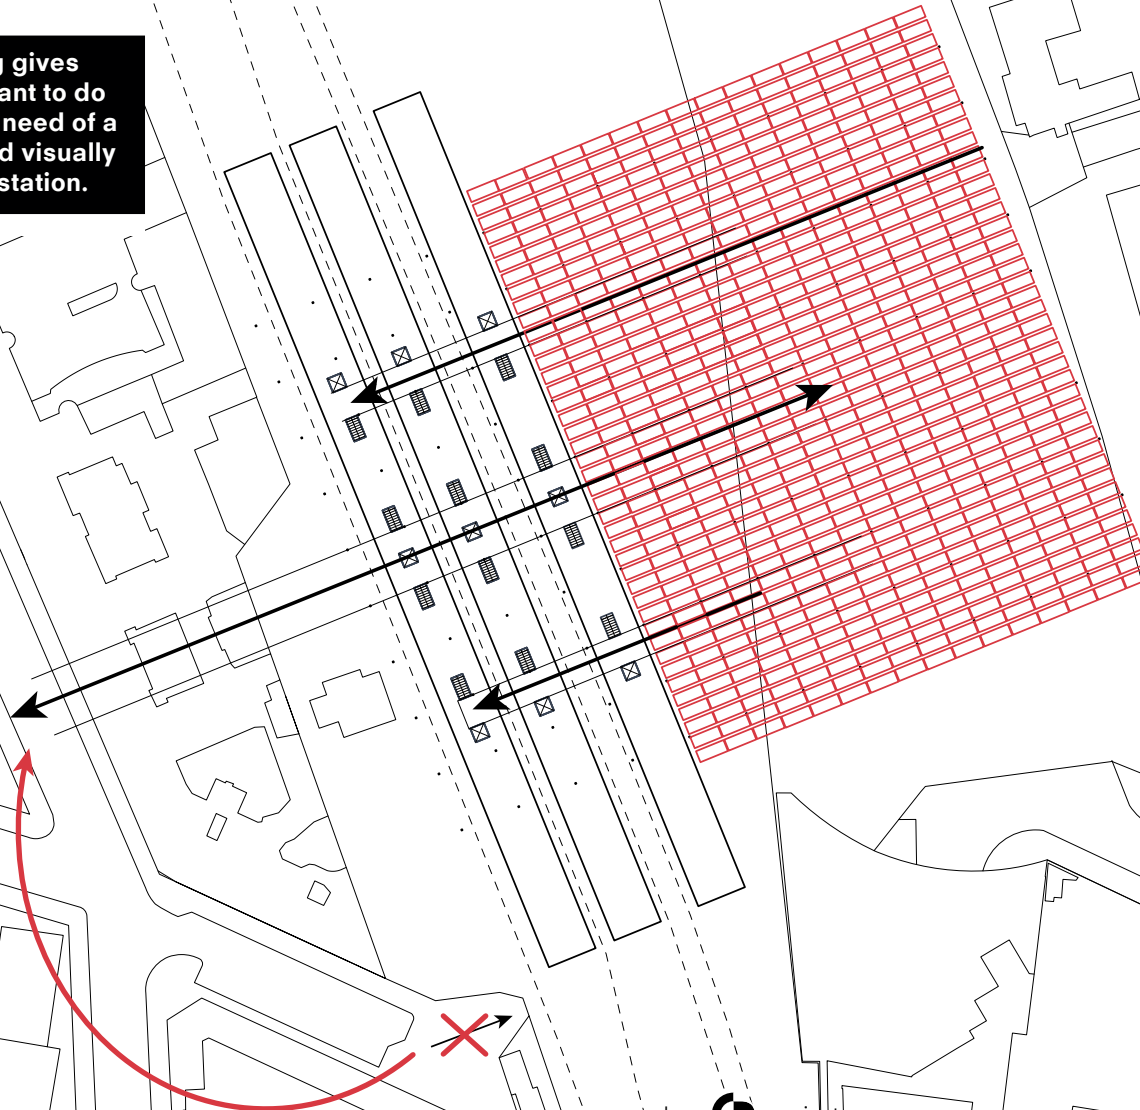 gives
ant to do
need of a
d visually
station.